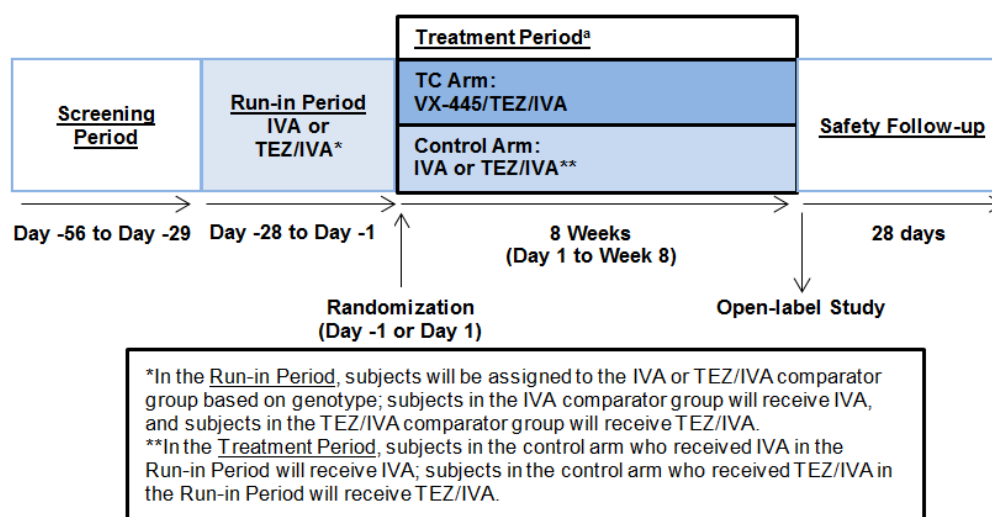 Treatment Periodª
Screening
Period
Run-in Period
IVA or
TEZ/IVA*
TC Arm:
VX-445/TEZ/IVA
Control Arm:
IVA or TEZ/IVA**
Safety Follow-up
Day -56 to Day -29
Day -28 to Day -1
8 Weeks
(Day 1 to Week 8)
28 days
Randomization
(Day -1 or Day 1)
Open-label Study
*In the Run-in Period, subjects will be assigned to the IVA or TEZ/IVA comparator
group based on genotype; subjects in the IVA comparator group will receive IVA,
and subjects in the TEZ/IVA comparator group will receive TEZ/IVA.
**In the Treatment Period, subjects in the control arm who received IVA in the
Run-in Period will receive IVA; subjects in the control arm who received TEZ/IVA in
the Run-in Period will receive TEZ/IVA.